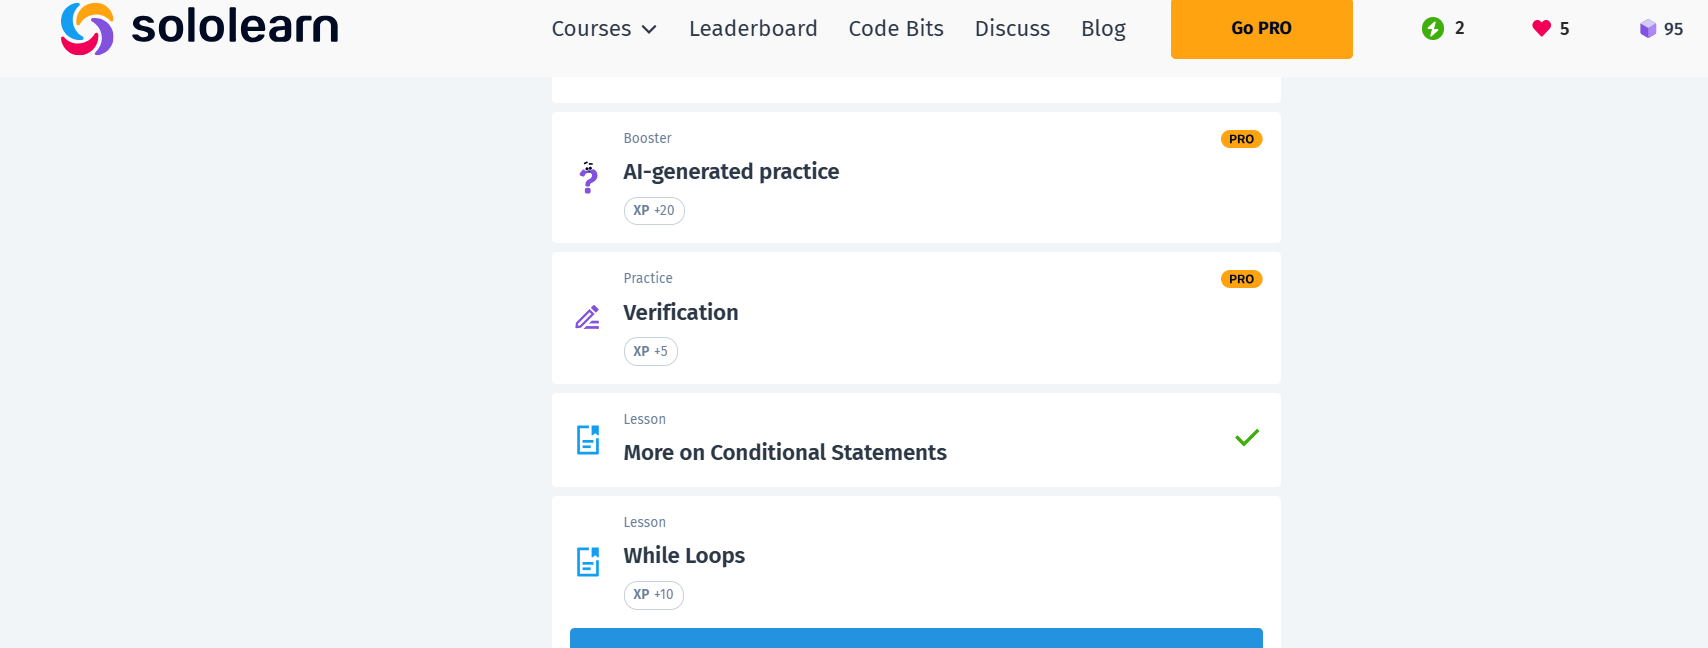 sololearn
Courses Leaderboard Code Bits Discuss Blog Go PRO 2 5 95
Booster PRO
AI-generated practice
XP +20
Practice PRO
Verification
XP +5
Lesson
More on Conditional Statements
Lesson
While Loops
XP +10